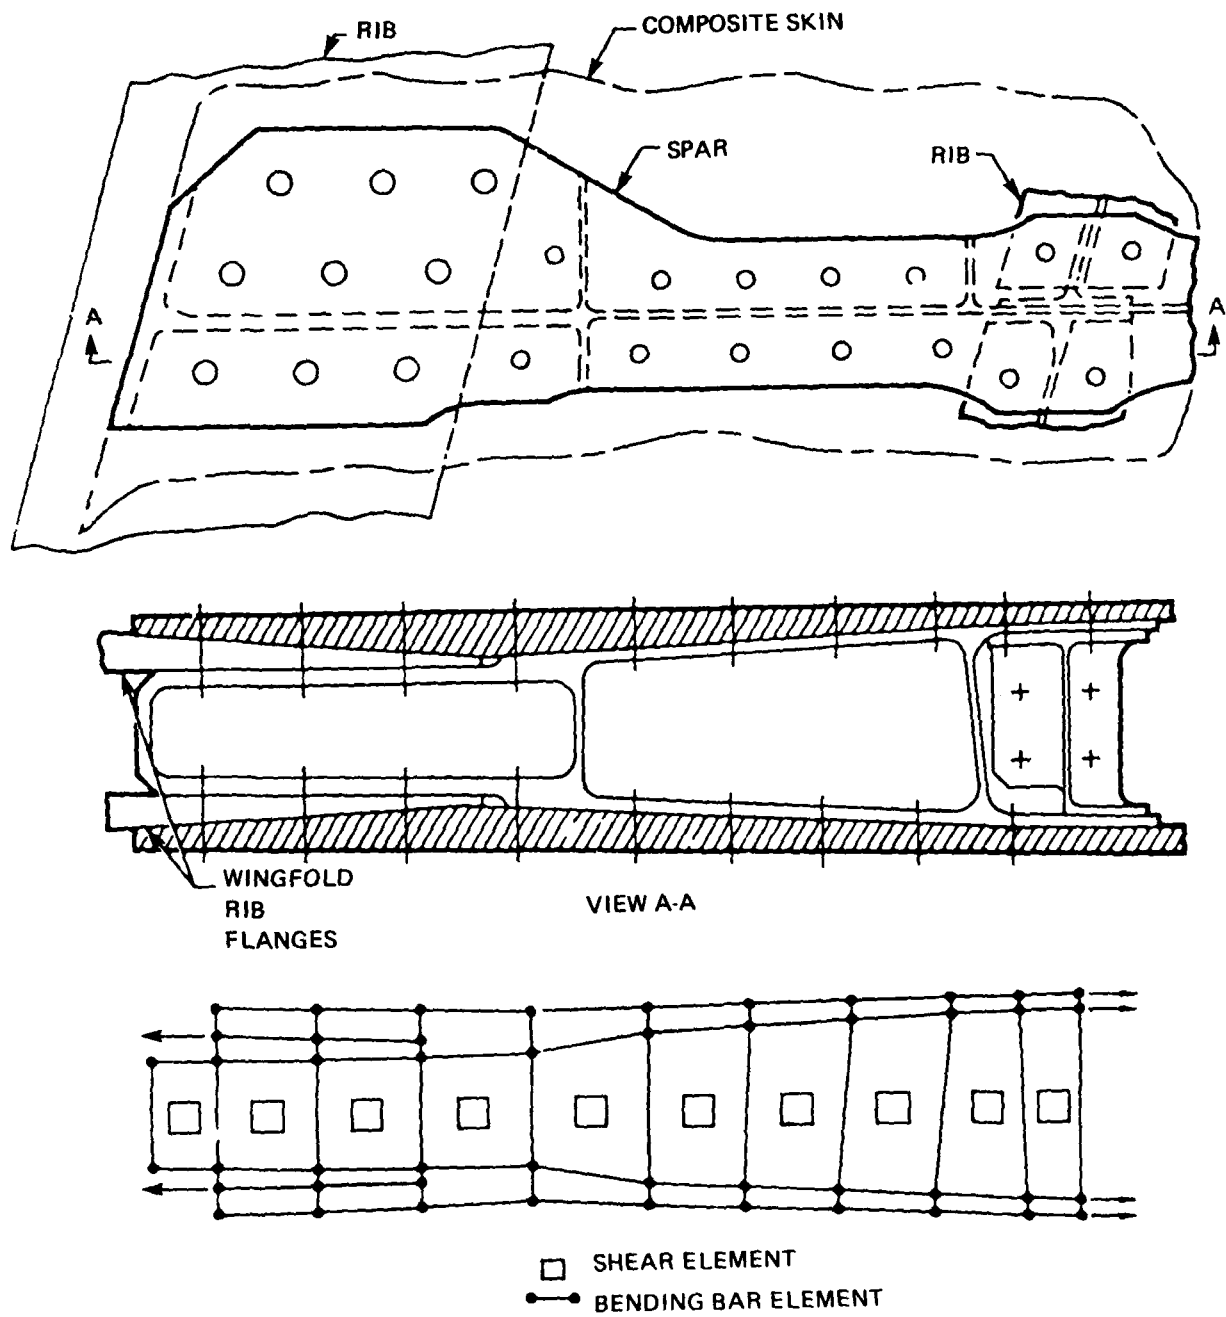 RIB
COMPOSITE SKIN
SPAR
RIB
A
A
WINGFOLD
RIB
FLANGES
VIEW A-A
SHEAR ELEMENT
BENDING BAR ELEMENT